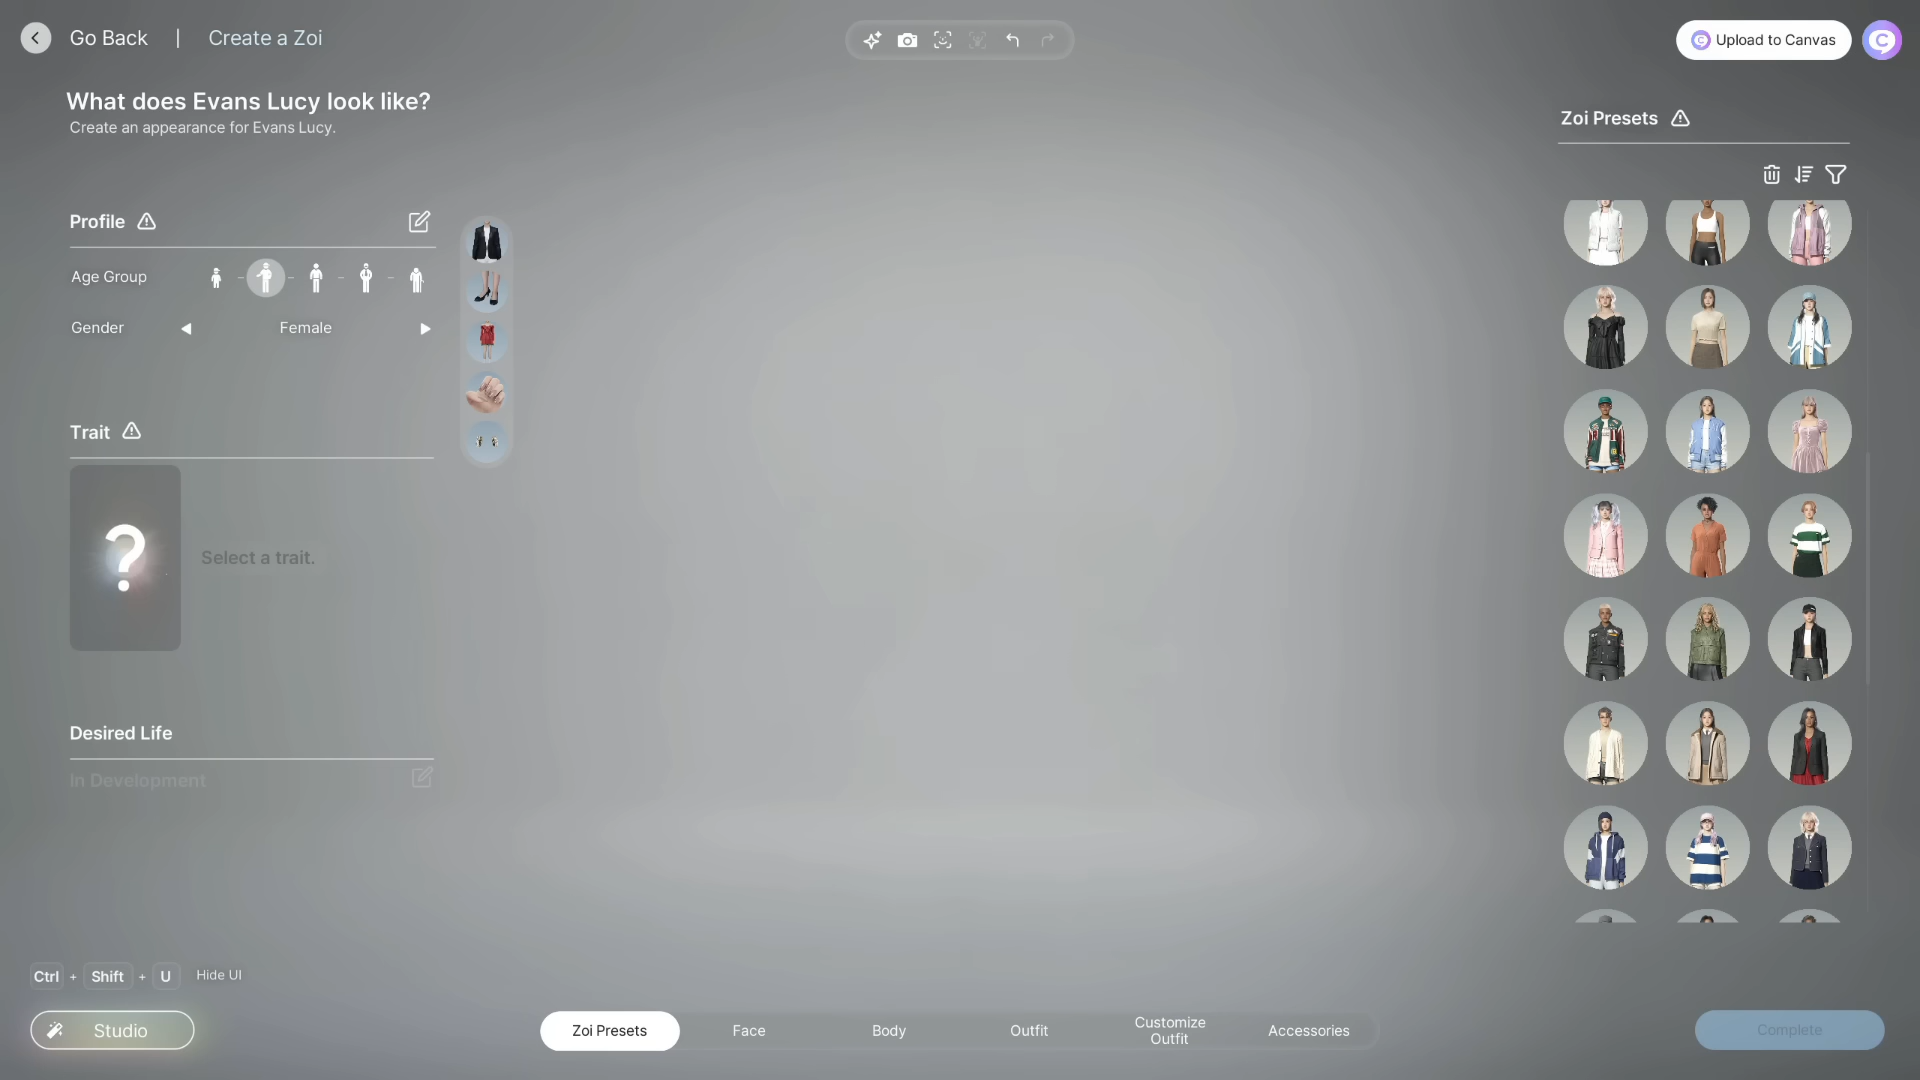 Go Back | Create a Zoi
Upload to Canvas
What does Evans Lucy look like?
Create an appearance for Evans Lucy.
Zoi Presets
Profile
Age Group
Gender
Female
Trait
?
Select a trait.
Desired Life
In Development
Ctrl + Shift + U Hide UI
Studio
Zoi Presets
Face
Body
Outfit
Customize
Outfit
Accessories
Complete